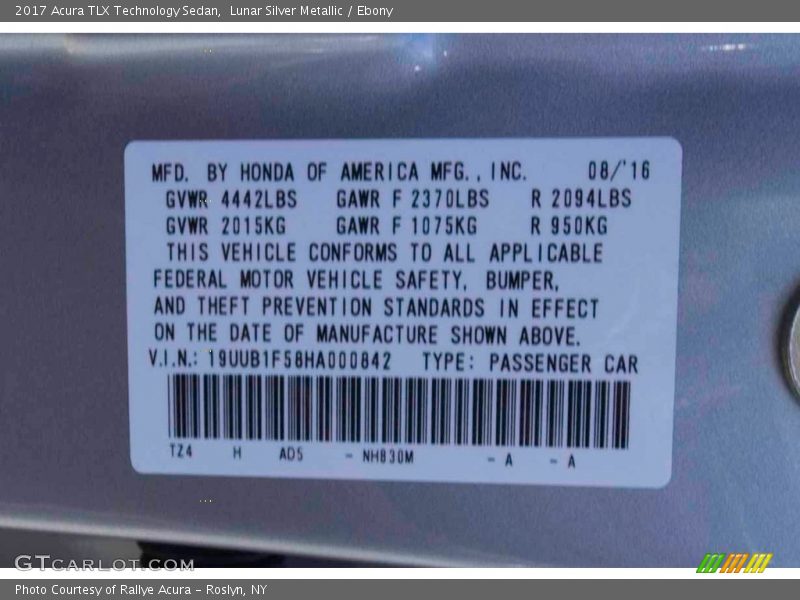 2017 Acura TLX Technology Sedan, Lunar Silver Metallic / Ebony
MFD. BY HONDA OF AMERICA MFG., INC. 08/'16
GVWR 4442LBS GAWR F 2370LBS R 2094LBS
GVWR 2015KG GAWR F 1075KG R 950KG
THIS VEHICLE CONFORMS TO ALL APPLICABLE
FEDERAL MOTOR VEHICLE SAFETY, BUMPER,
AND THEFT PREVENTION STANDARDS IN EFFECT
ON THE DATE OF MANUFACTURE SHOWN ABOVE.
V.I.N.: 19UUB1F58HA000842 TYPE: PASSENGER CAR
TZ4 H AD5 - NH830M - A - A
GTCARLOT.COM
Photo Courtesy of Rallye Acura - Roslyn, NY